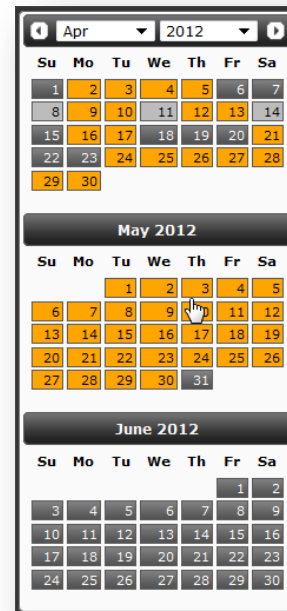 Apr 2012
Su Mo Tu We Th Fr Sa
1 2 3 4 5 6 7
8 9 10 11 12 13 14
15 16 17 18 19 20 21
22 23 24 25 26 27 28
29 30
May 2012
Su Mo Tu We Th Fr Sa
1 2 3 4 5
6 7 8 9 11 12
13 14 15 16 17 18 19
20 21 22 23 24 25 26
27 28 29 30 31
June 2012
Su Mo Tu We Th Fr Sa
1 2
3 4 5 6 7 8 9
10 11 12 13 14 15 16
17 18 19 20 21 22 23
24 25 26 27 28 29 30